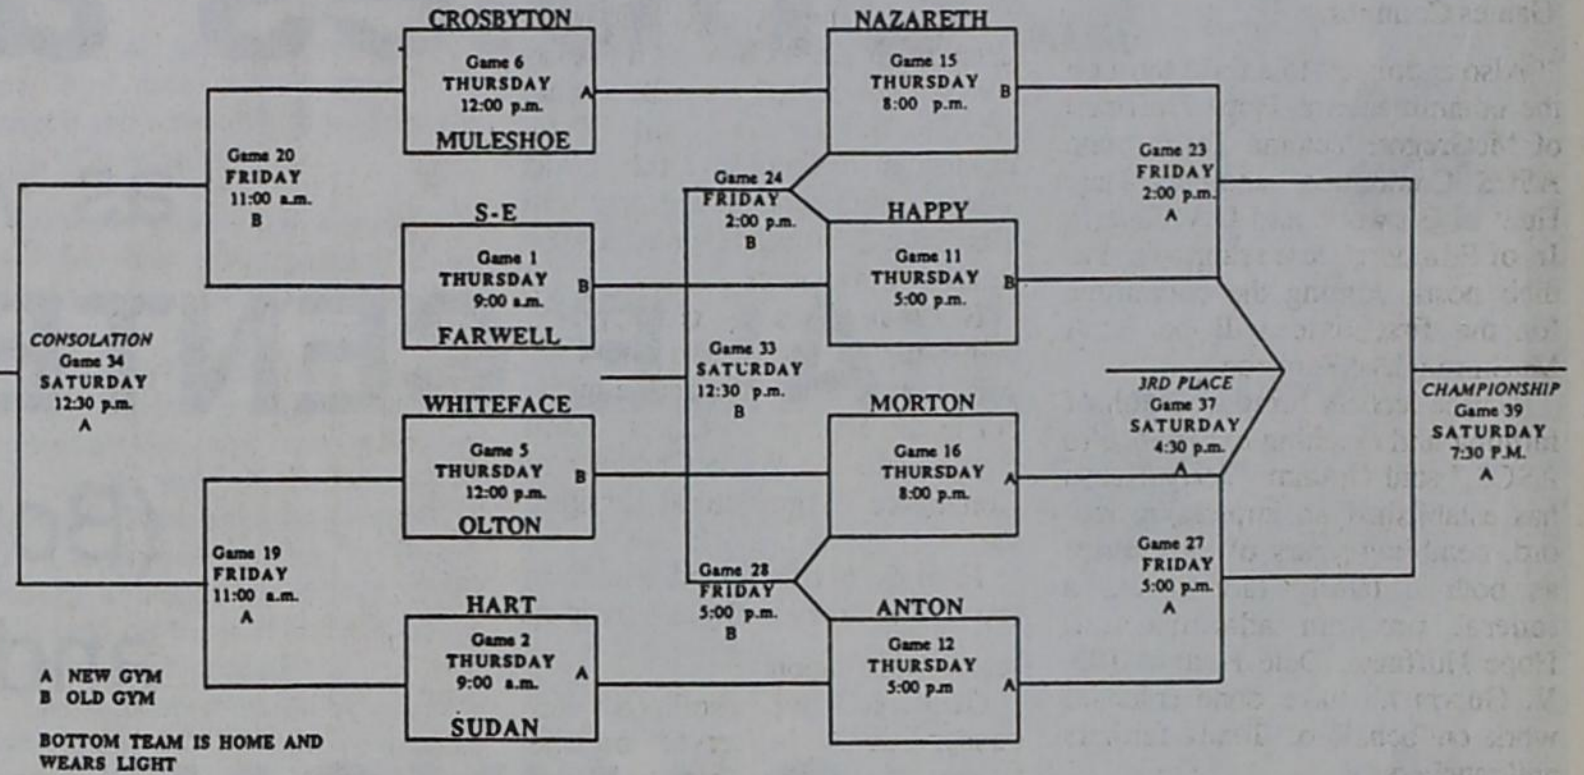 CROSBYTON
Game 6
THURSDAY
12:00 p.m.
A
MULESHOE
S-E
Game 1
THURSDAY
9:00 a.m.
B
FARWELL
WHITEFACE
Game 5
THURSDAY
12:00 p.m.
B
OLTON
HART
Game 2
THURSDAY
9:00 a.m.
A
SUDAN
Game 20
FRIDAY
11:00 a.m.
B
CONSOLATION
Game 34
SATURDAY
12:30 p.m.
A
Game 19
FRIDAY
11:00 a.m.
A
A NEW GYM
B OLD GYM
BOTTOM TEAM IS HOME AND
WEARS LIGHT
NAZARETH
Game 15
THURSDAY
8:00 p.m.
B
Game 24
FRIDAY
2:00 p.m.
B
HAPPY
Game 11
THURSDAY
5:00 p.m.
B
Game 33
SATURDAY
12:30 p.m.
B
MORTON
Game 16
THURSDAY
8:00 p.m.
A
Game 28
FRIDAY
5:00 p.m.
B
ANTON
Game 12
THURSDAY
5:00 p.m
A
Game 23
FRIDAY
2:00 p.m.
A
3RD PLACE
Game 37
SATURDAY
4:30 p.m.
A
Game 27
FRIDAY
5:00 p.m.
A
CHAMPIONSHIP
Game 39
SATURDAY
7:30 P.M.
A